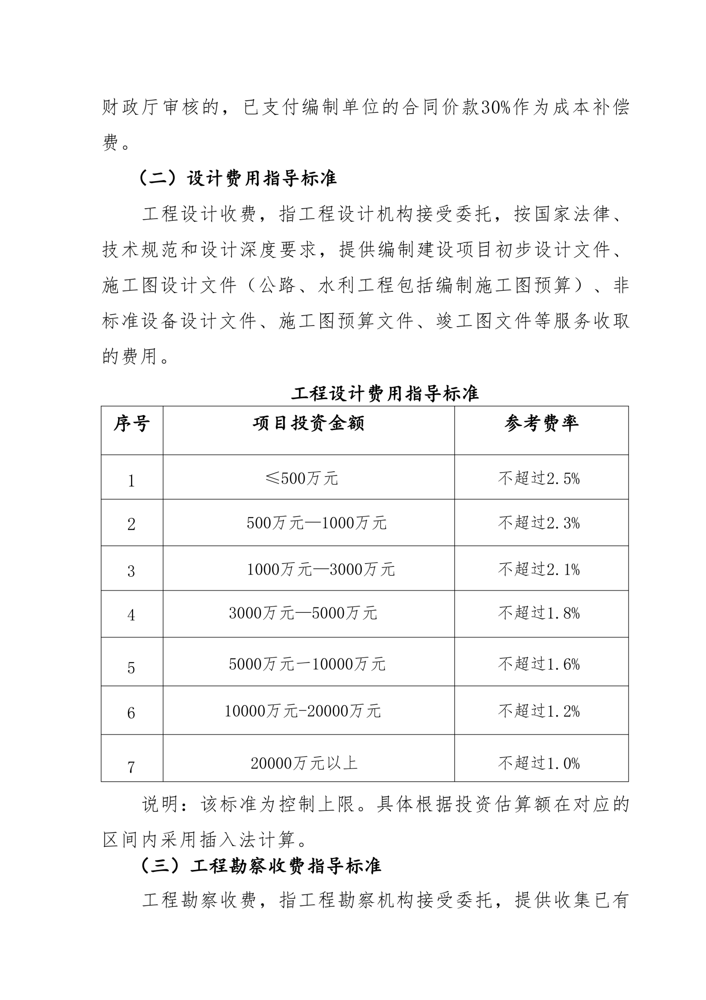 财政厅审核的，已支付编制单位的合同价款30%作为成本补偿
费。
（二）设计费用指导标准
工程设计收费，指工程设计机构接受委托，按国家法律、
技术规范和设计深度要求，提供编制建设项目初步设计文件、
施工图设计文件（公路、水利工程包括编制施工图预算）、非
标准设备设计文件、施工图预算文件、竣工图文件等服务收取
的费用。
工程设计费用指导标准
序号 项目投资金额 参考费率
1 ≤500万元 不超过2.5%
2 500万元—1000万元 不超过2.3%
3 1000万元—3000万元 不超过2.1%
4 3000万元—5000万元 不超过1.8%
5 5000万元一10000万元 不超过1.6%
6 10000万元-20000万元 不超过1.2%
7 20000万元以上 不超过1.0%
说明：该标准为控制上限。具体根据投资估算额在对应的
区间内采用插入法计算。
（三）工程勘察收费指导标准
工程勘察收费，指工程勘察机构接受委托，提供收集已有